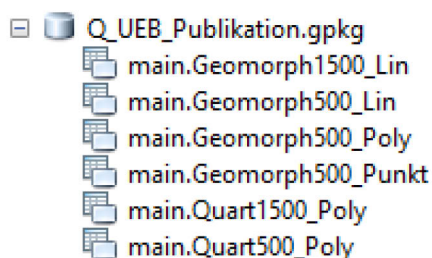 Q_UEB_Publikation.gpkg
main.Geomorph1500_Lin
main.Geomorph500_Lin
main.Geomorph500_Poly
main.Geomorph500_Punkt
main.Quart1500_Poly
main.Quart500_Poly